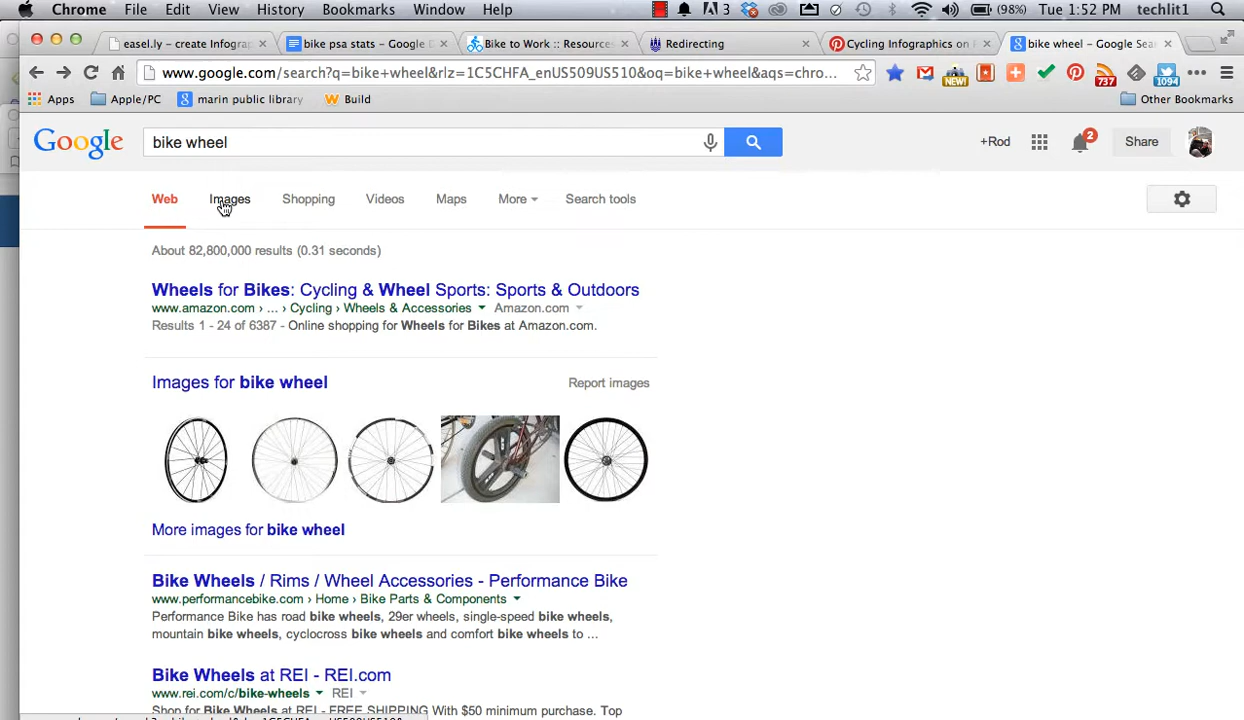 Chrome File Edit View History Bookmarks Window Help 3 (98%) Tue 1:52 PM techlit1
easel.ly - create Infograp × bike psa stats - Google D × Bike to Work :: Resource × Redirecting × Cycling Infographics on P × bike wheel - Google Sea ×
www.google.com/search?q=bike+wheel&rlz=1C5CHFA_enUS509US510&oq=bike+wheel&aqs=chro... NEW! 737 1094
Apps Apple/PC marin public library Build Other Bookmarks
Google bike wheel +Rod 2 Share
Web Images Shopping Videos Maps More Search tools
About 82,800,000 results (0.31 seconds)
Wheels for Bikes: Cycling & Wheel Sports: Sports & Outdoors
www.amazon.com › ... › Cycling › Wheels & Accessories Amazon.com
Results 1 - 24 of 6387 - Online shopping for Wheels for Bikes at Amazon.com.
Images for bike wheel Report images
More images for bike wheel
Bike Wheels / Rims / Wheel Accessories - Performance Bike
www.performancebike.com › Home › Bike Parts & Components
Performance Bike has road bike wheels, 29er wheels, single-speed bike wheels,
mountain bike wheels, cyclocross bike wheels and comfort bike wheels to ...
Bike Wheels at REI - REI.com
www.rei.com/c/bike-wheels REI
Shop for Bike Wheels at REI - FREE SHIPPING With $50 minimum purchase. Top